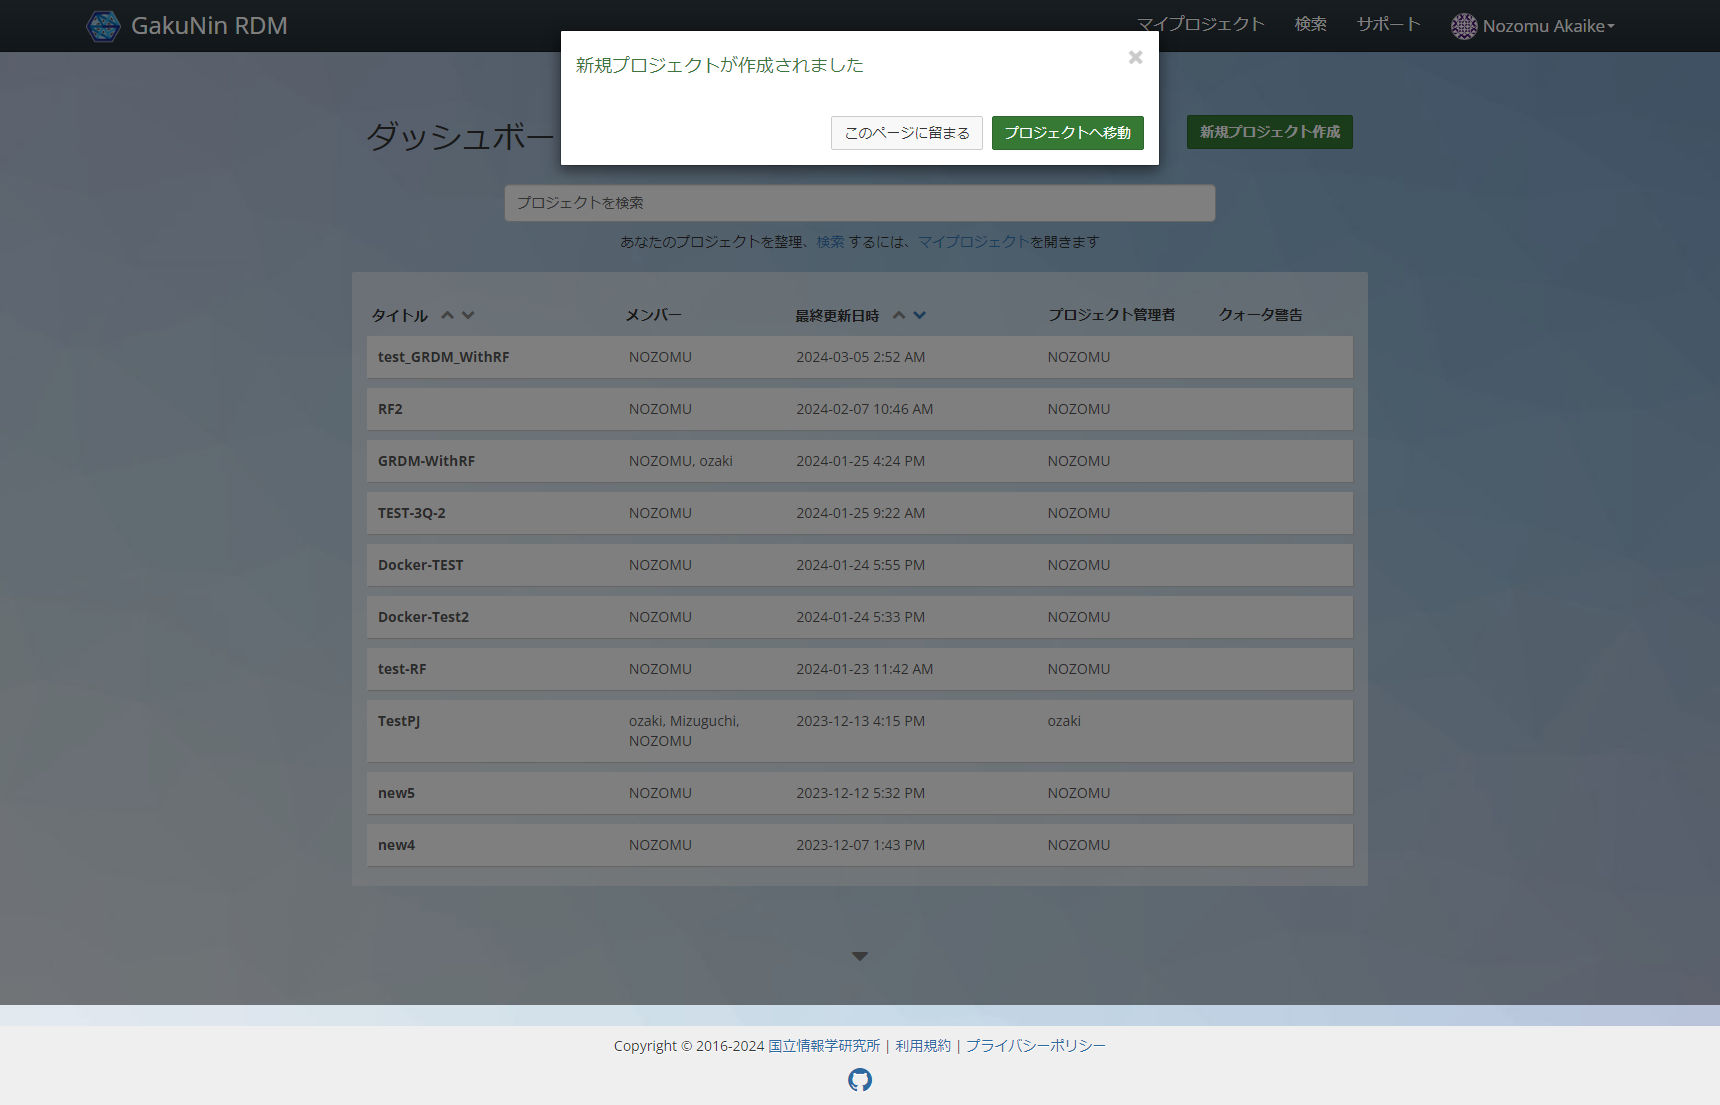 GakuNin RDM
マイプロジェクト 検索 サポート Nozomu Akaike
新規プロジェクトが作成されました ×
このページに留まる プロジェクトへ移動
ダッシュボー
新規プロジェクト作成
プロジェクトを検索
あなたのプロジェクトを整理、検索 するには、マイプロジェクトを開きます
タイトル メンバー 最終更新日時 プロジェクト管理者 クォータ警告
test_GRDM_WithRF NOZOMU 2024-03-05 2:52 AM NOZOMU
RF2 NOZOMU 2024-02-07 10:46 AM NOZOMU
GRDM-WithRF NOZOMU, ozaki 2024-01-25 4:24 PM NOZOMU
TEST-3Q-2 NOZOMU 2024-01-25 9:22 AM NOZOMU
Docker-TEST NOZOMU 2024-01-24 5:55 PM NOZOMU
Docker-Test2 NOZOMU 2024-01-24 5:33 PM NOZOMU
test-RF NOZOMU 2024-01-23 11:42 AM NOZOMU
TestPJ ozaki, Mizuguchi, 2023-12-13 4:15 PM ozaki
NOZOMU
new5 NOZOMU 2023-12-12 5:32 PM NOZOMU
new4 NOZOMU 2023-12-07 1:43 PM NOZOMU
Copyright © 2016-2024 国立情報学研究所 | 利用規約 | プライバシーポリシー